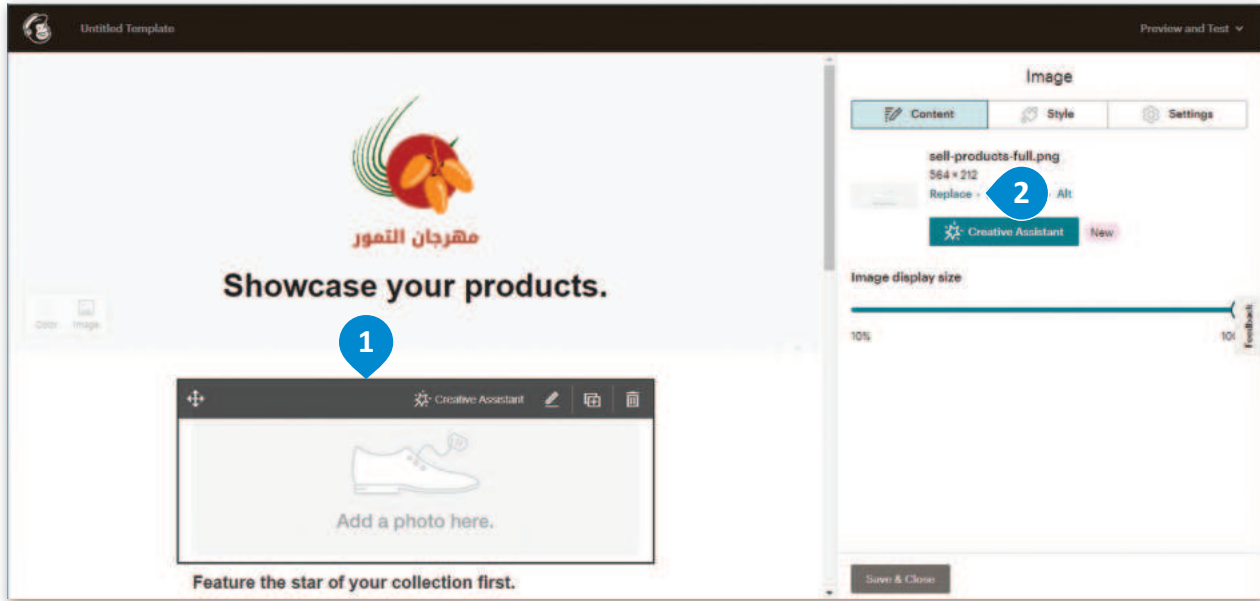 Untitled Template
Preview and Test
مهرجان التمور
Showcase your products.
Color Image
1
Creative Assistant
Add a photo here.
Feature the star of your collection first.
Image
Content Style Settings
sell-products-full.png
564 × 212
Replace 2 Alt
Creative Assistant New
Image display size
10%
Feedback
Save & Close